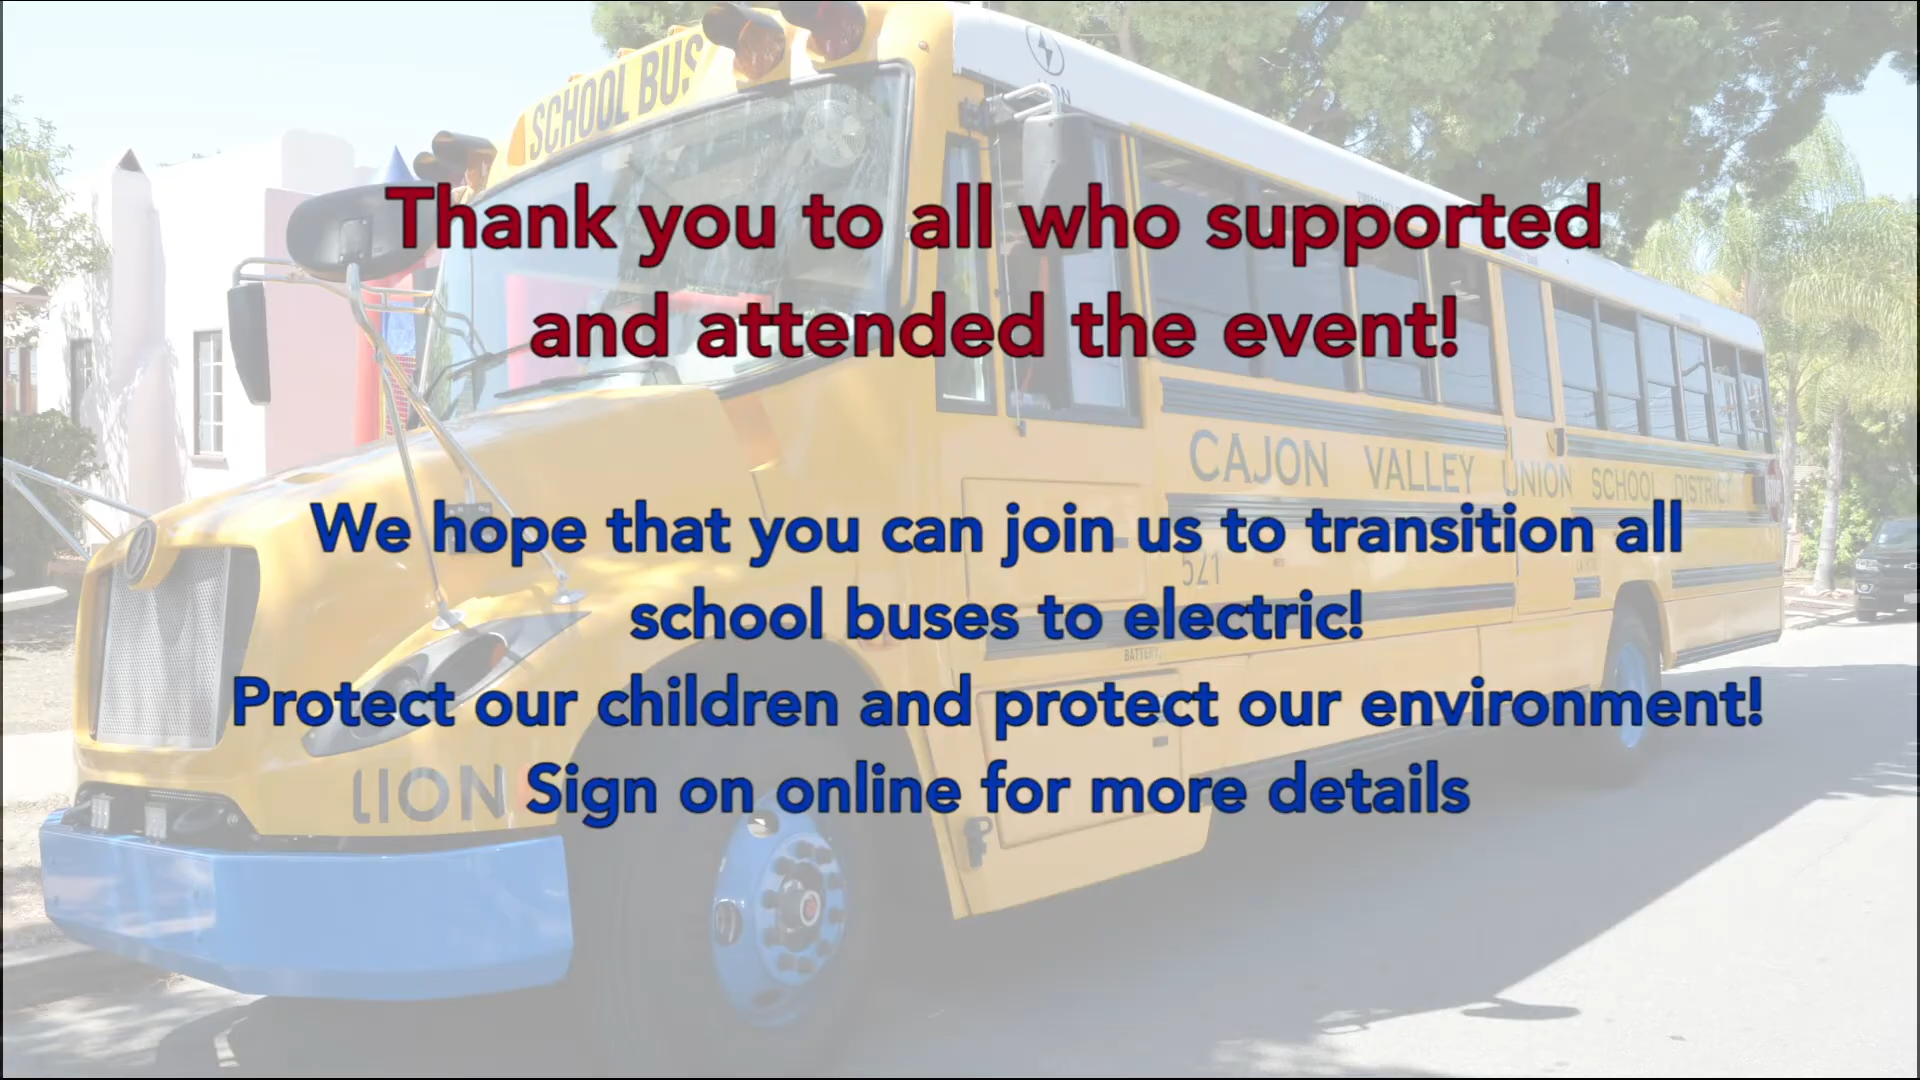 SCHOOL BUS
Thank you to all who supported
and attended the event!
CAJON VALLEY UNION SCHOOL DISTRICT
We hope that you can join us to transition all
521
school buses to electric!
BATTERY
Protect our children and protect our environment!
LION
Sign on online for more details